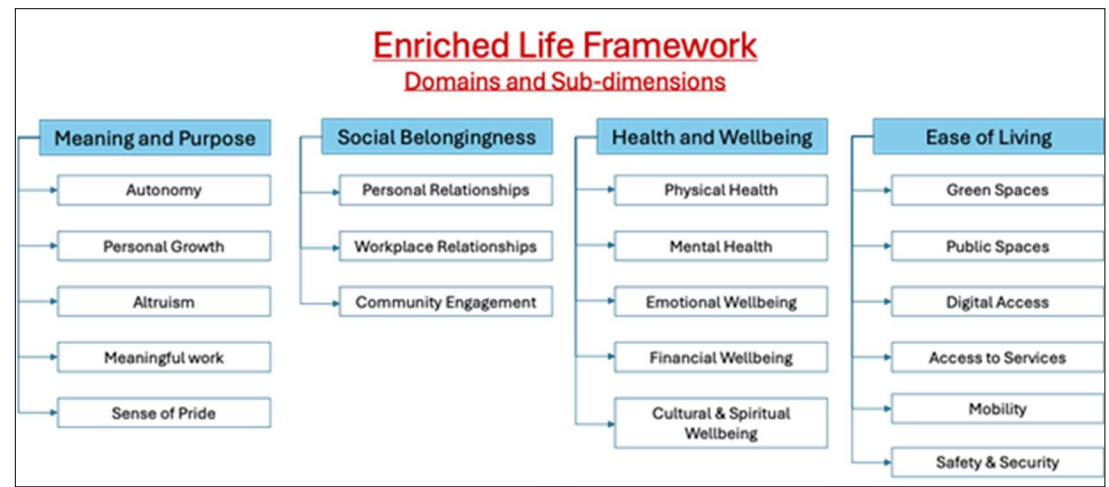 Enriched Life Framework
Domains and Sub-dimensions
Meaning and Purpose
Autonomy
Personal Growth
Altruism
Meaningful work
Sense of Pride
Social Belongingness
Personal Relationships
Workplace Relationships
Community Engagement
Health and Wellbeing
Physical Health
Mental Health
Emotional Wellbeing
Financial Wellbeing
Cultural & Spiritual
Wellbeing
Ease of Living
Green Spaces
Public Spaces
Digital Access
Access to Services
Mobility
Safety & Security